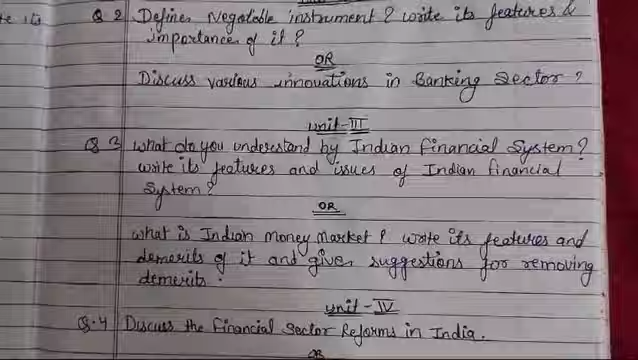 Q 2 Define Negotable instrument? write its features &
importance of it?
OR
Discuss various innovations in Banking Sector?
unit-III
Q 3 what do you understand by Indian Financial System?
write its features and issues of Indian financial
System?
OR
what is Indian Money Market? write its features and
demerits of it and give suggestions for removing
demerits.
unit-IV
Q.4 Discuss the Financial Sector Reforms in India.
OR